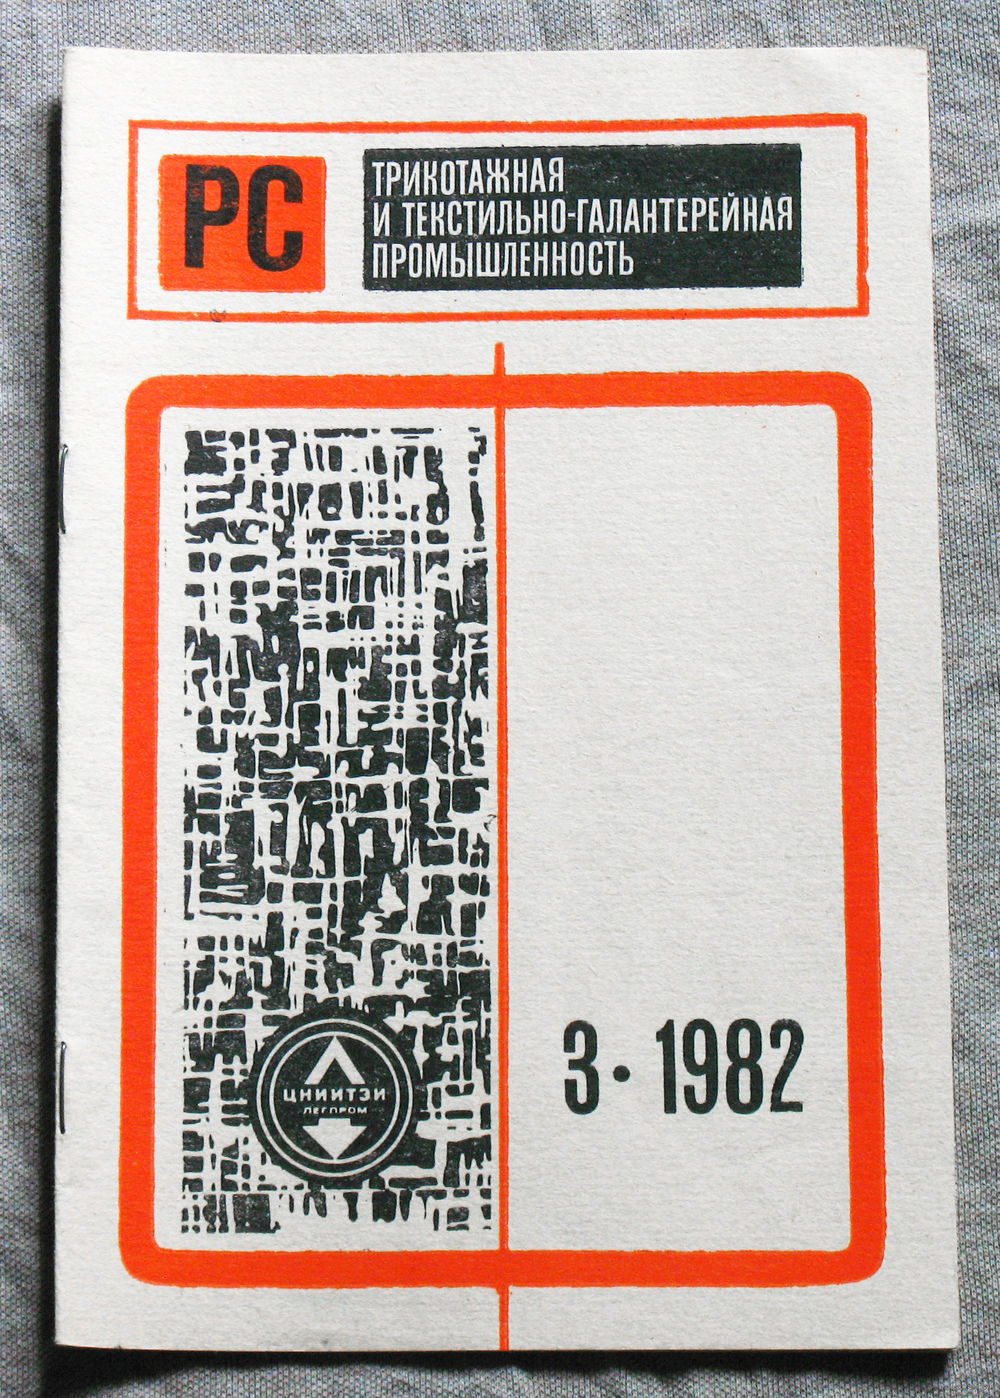 РС
ТРИКОТАЖНАЯ
И ТЕКСТИЛЬНО-ГАЛАНТЕРЕЙНАЯ
ПРОМЫШЛЕННОСТЬ
ЦНИИТЭИ
ЛЕГПРОМ
3·1982